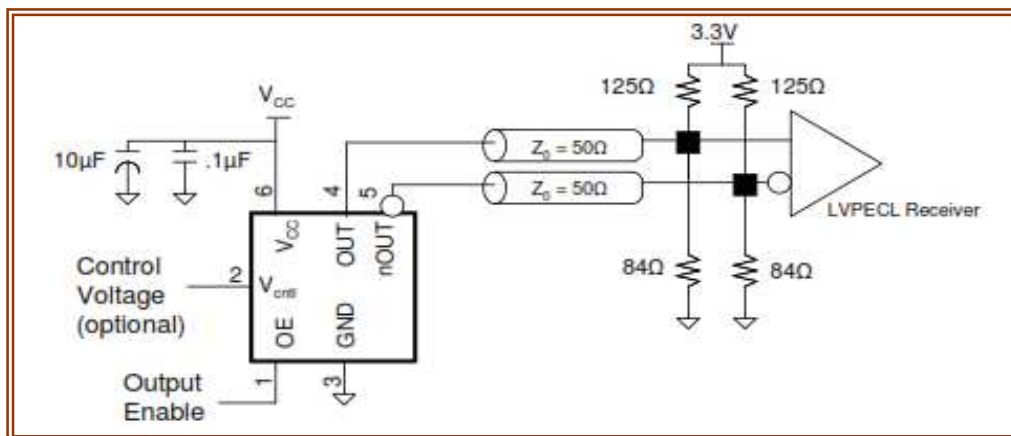 3.3V
125Ω
125Ω
VCC
10µF
.1µF
Z0 = 50Ω
Z0 = 50Ω
LVPECL Receiver
6
4
5
VCC
OUT
nOUT
84Ω
84Ω
Control
Voltage
(optional)
2
Vcntl
OE
GND
1
3
Output
Enable